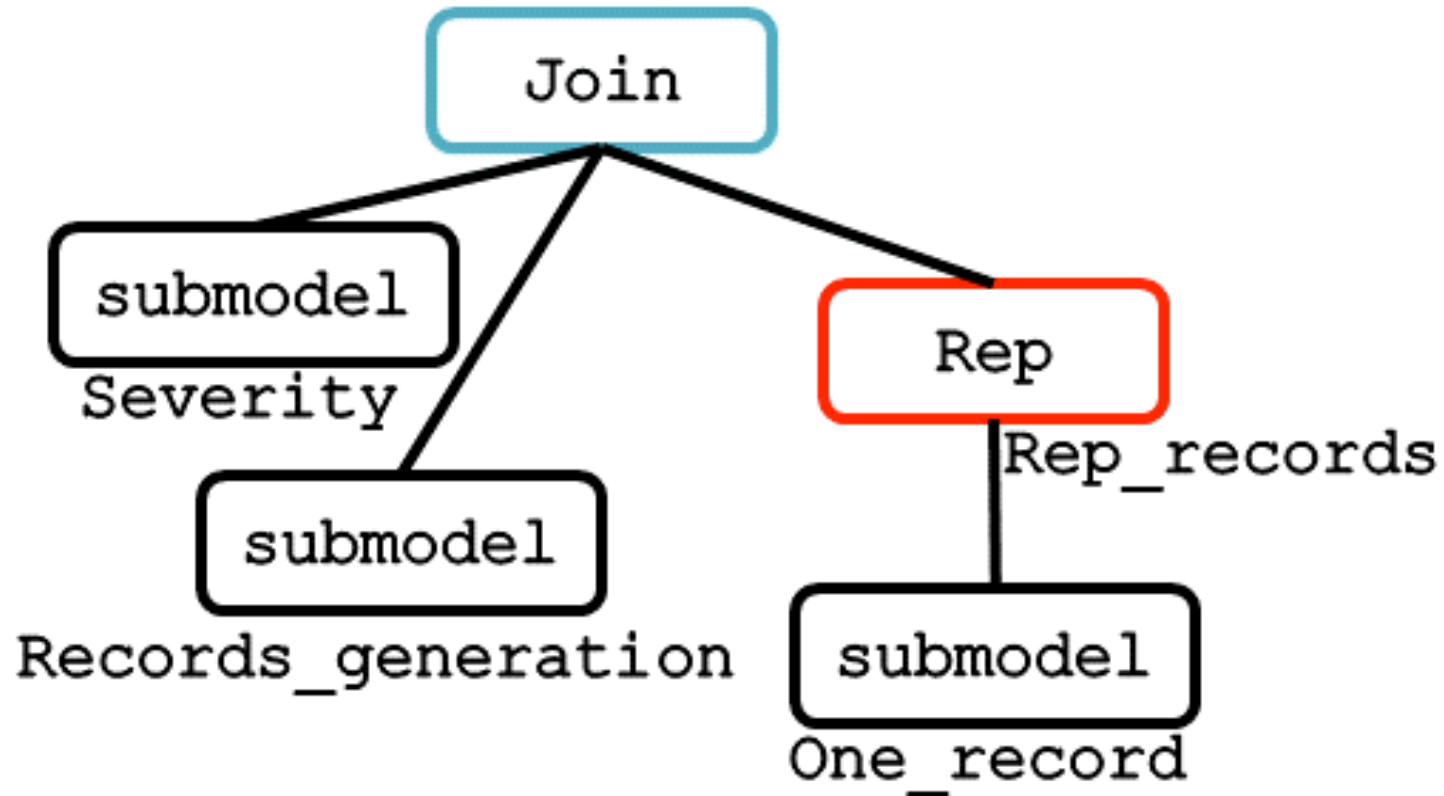 Join
submodel
Severity
Rep
Rep_records
submodel
Records_generation
submodel
One_record